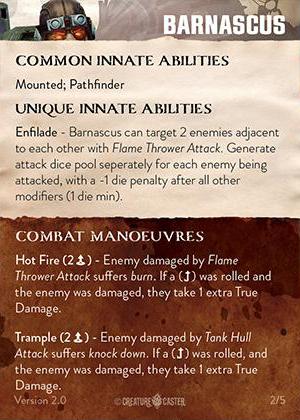 BARNASCUS
COMMON INNATE ABILITIES
Mounted; Pathfinder
UNIQUE INNATE ABILITIES
Enfilade - Barnascus can target 2 enemies adjacent
to each other with Flame Thrower Attack. Generate
attack dice pool seperately for each enemy being
attacked, with a -1 die penalty after all other
modifiers (1 die min).
COMBAT MANOEUVRES
Hot Fire (2) - Enemy damaged by Flame
Thrower Attack suffers burn. If a () was rolled and
the enemy was damaged, they take 1 extra True
Damage.
Trample (2) - Enemy damaged by Tank Hull
Attack suffers knock down. If a () was rolled, and
the enemy was damaged, they take 1 extra True
Damage.
Version 2.0
© CREATURE CASTER
2/5